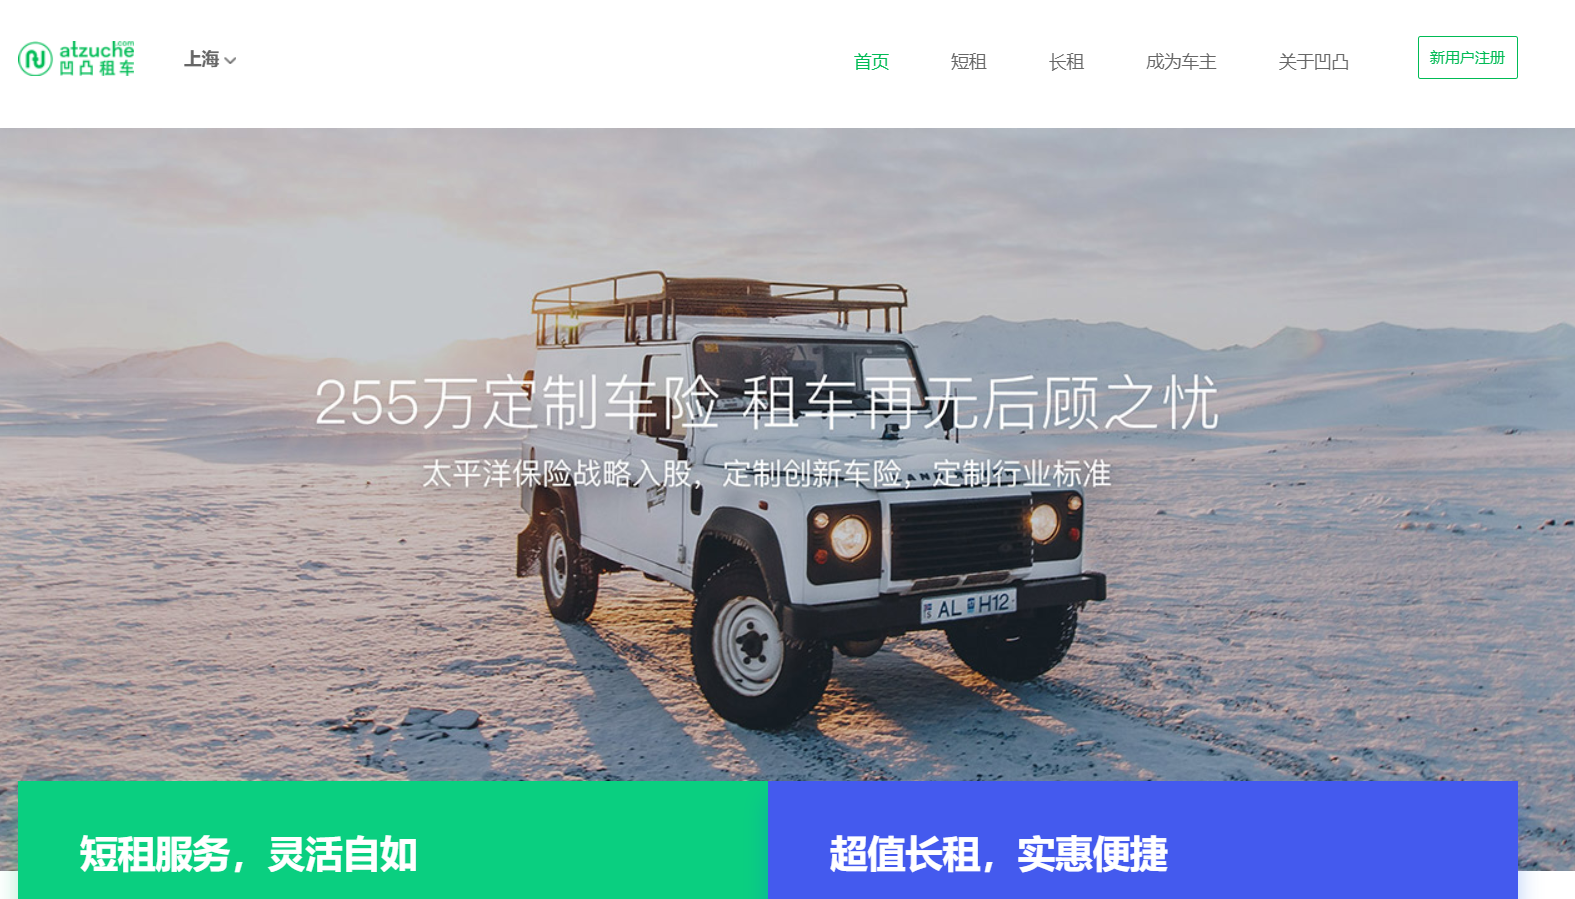 atzuche.com
凹凸租车
上海
首页
短租
长租
成为车主
关于凹凸
新用户注册
255万定制车险 租车再无后顾之忧
太平洋保险战略入股，定制创新车险，定制行业标准
AL H12
短租服务，灵活自如
超值长租，实惠便捷